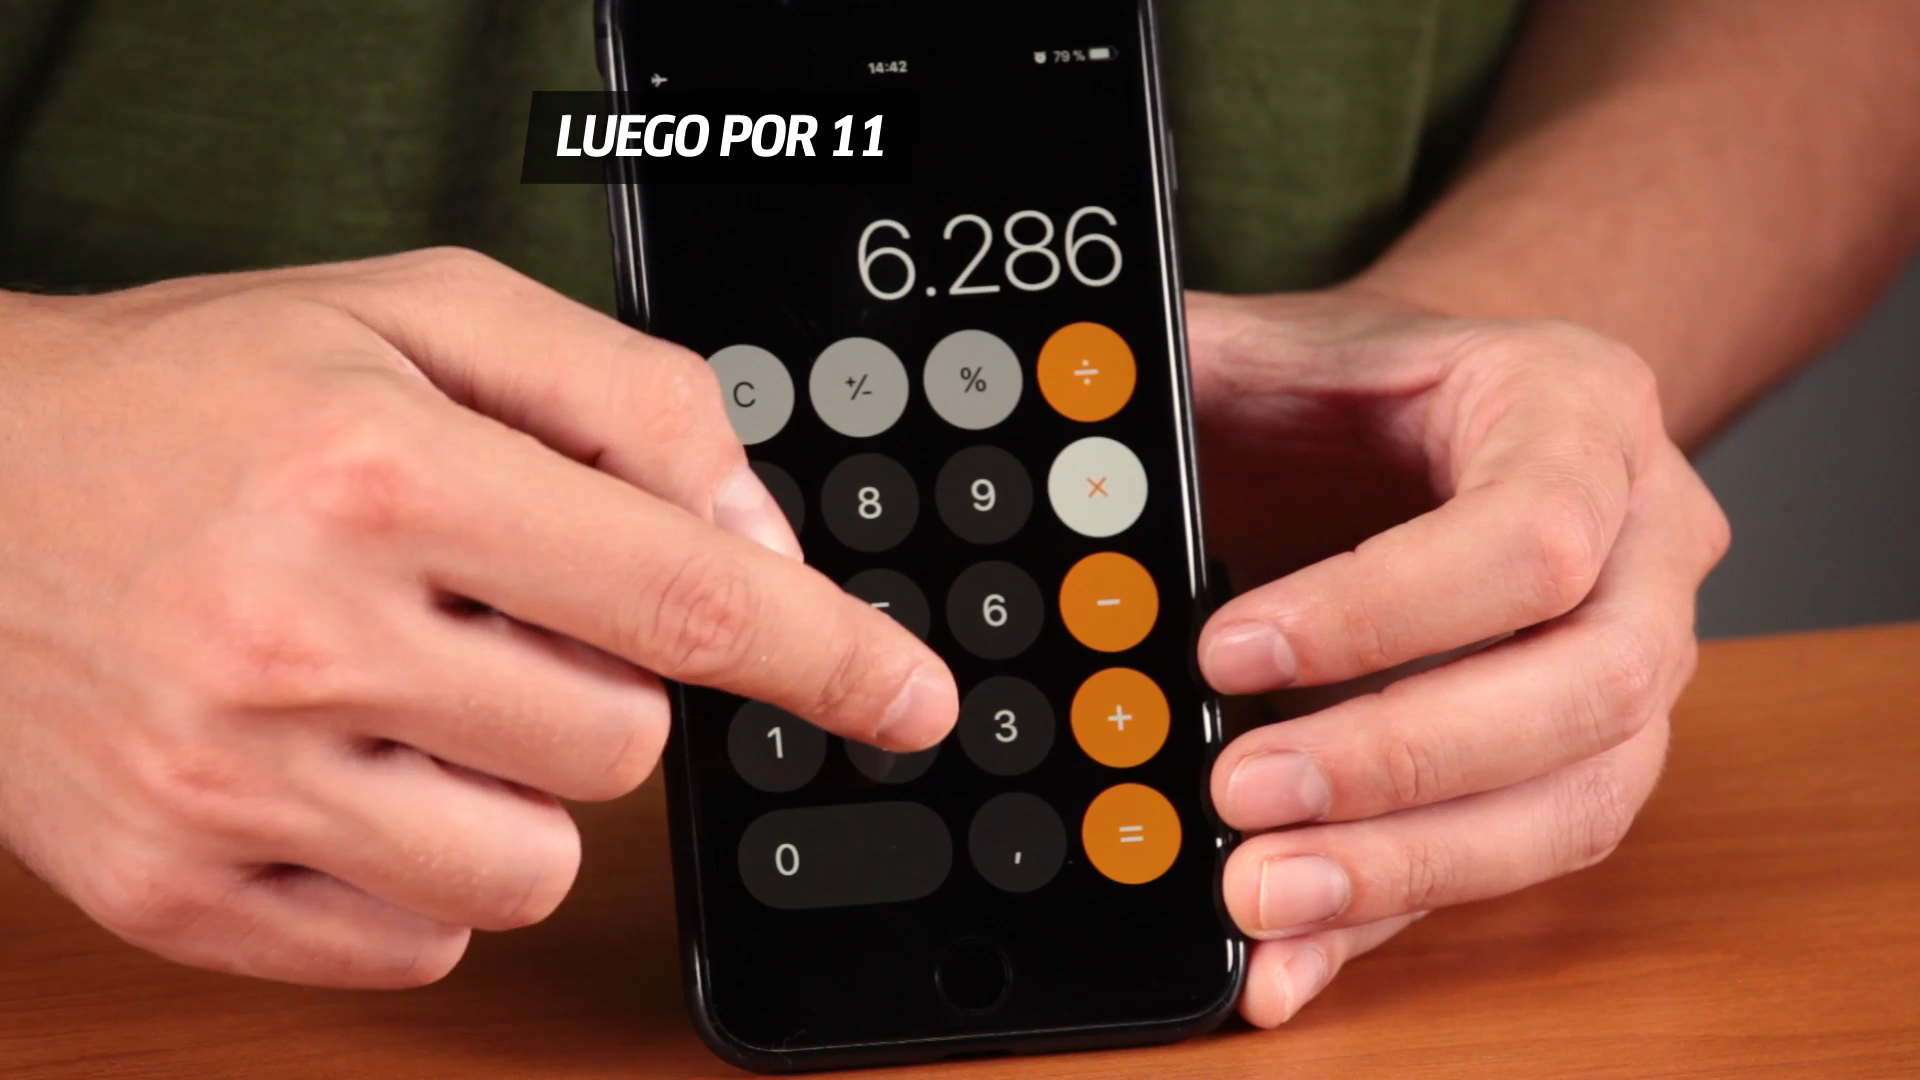 14:42
79 %
LUEGO POR 11
6.286
C +/- % ÷
8 9 ×
6 −
1 3 +
0 , =